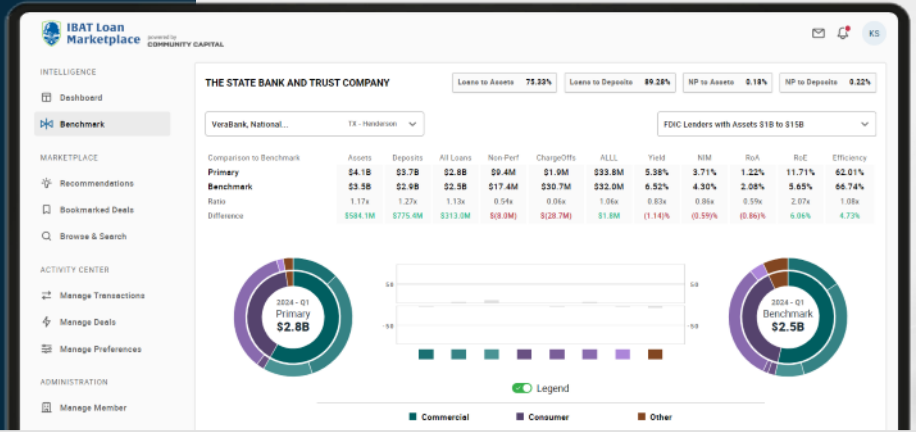 IBAT Loan
Marketplace
powered by
COMMUNITY CAPITAL
KS
INTELLIGENCE
Dashboard
Benchmark
MARKETPLACE
Recommendations
Bookmarked Deals
Browse & Search
ACTIVITY CENTER
Manage Transactions
Manage Deals
Manage Preferences
ADMINISTRATION
Manage Member
THE STATE BANK AND TRUST COMPANY
Loans to Assets 75.33%
Loans to Deposits 89.28%
NP to Assets 0.18%
NP to Deposits 0.22%
VeraBank, National... TX - Henderson
FDIC Lenders with Assets $1B to $15B
Comparison to Benchmark Assets Deposits All Loans Non-Perf ChargeOffs ALLL Yield NIM RoA RoE Efficiency
Primary $4.1B $3.7B $2.8B $9.4M $1.9M $33.8M 5.38% 3.71% 1.22% 11.71% 62.01%
Benchmark $3.5B $2.9B $2.5B $17.4M $30.7M $32.0M 6.52% 4.30% 2.08% 5.65% 66.74%
Ratio 1.17x 1.27x 1.13x 0.54x 0.06x 1.06x 0.83x 0.86x 0.59x 2.07x 1.08x
Difference $584.1M $775.4M $313.0M $(8.0M) $(28.7M) $1.8M (1.14)% (0.59)% (0.86)% 6.06% 4.73%
2024 - Q1
Primary
$2.8B
2024 - Q1
Benchmark
$2.5B
Legend
Commercial
Consumer
Other